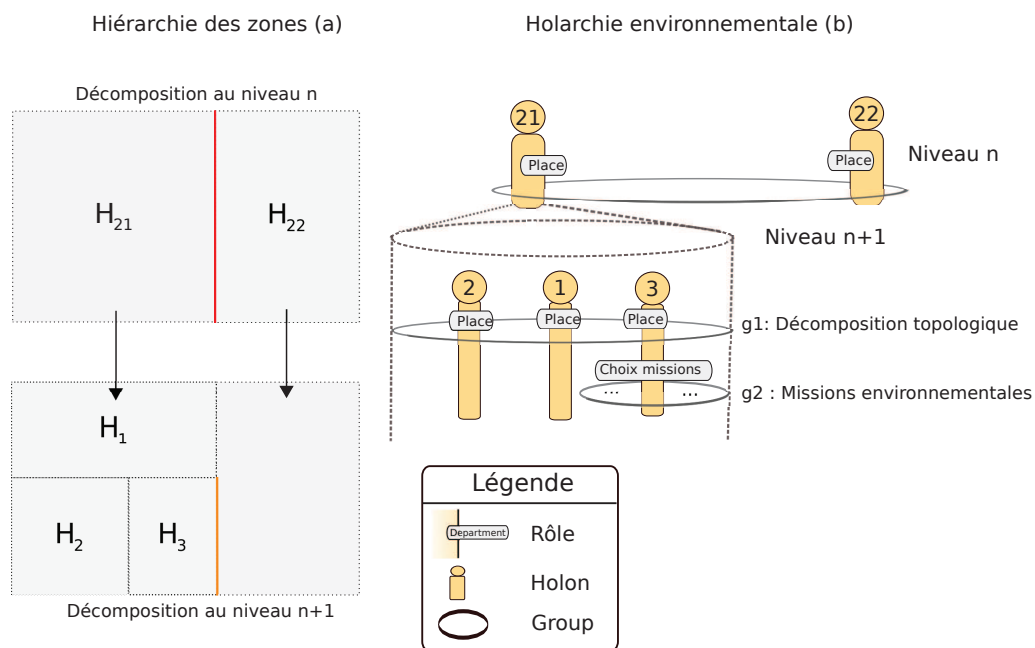 Hiérarchie des zones (a)
Décomposition au niveau n
H21
H22
H1
H2
H3
Décomposition au niveau n+1
Holarchie environnementale (b)
21
22
Place
Place
Niveau n
Niveau n+1
2
1
3
Place
Place
Place
g1: Décomposition topologique
Choix missions
...
...
g2 : Missions environnementales
Légende
Department
Rôle
Holon
Group